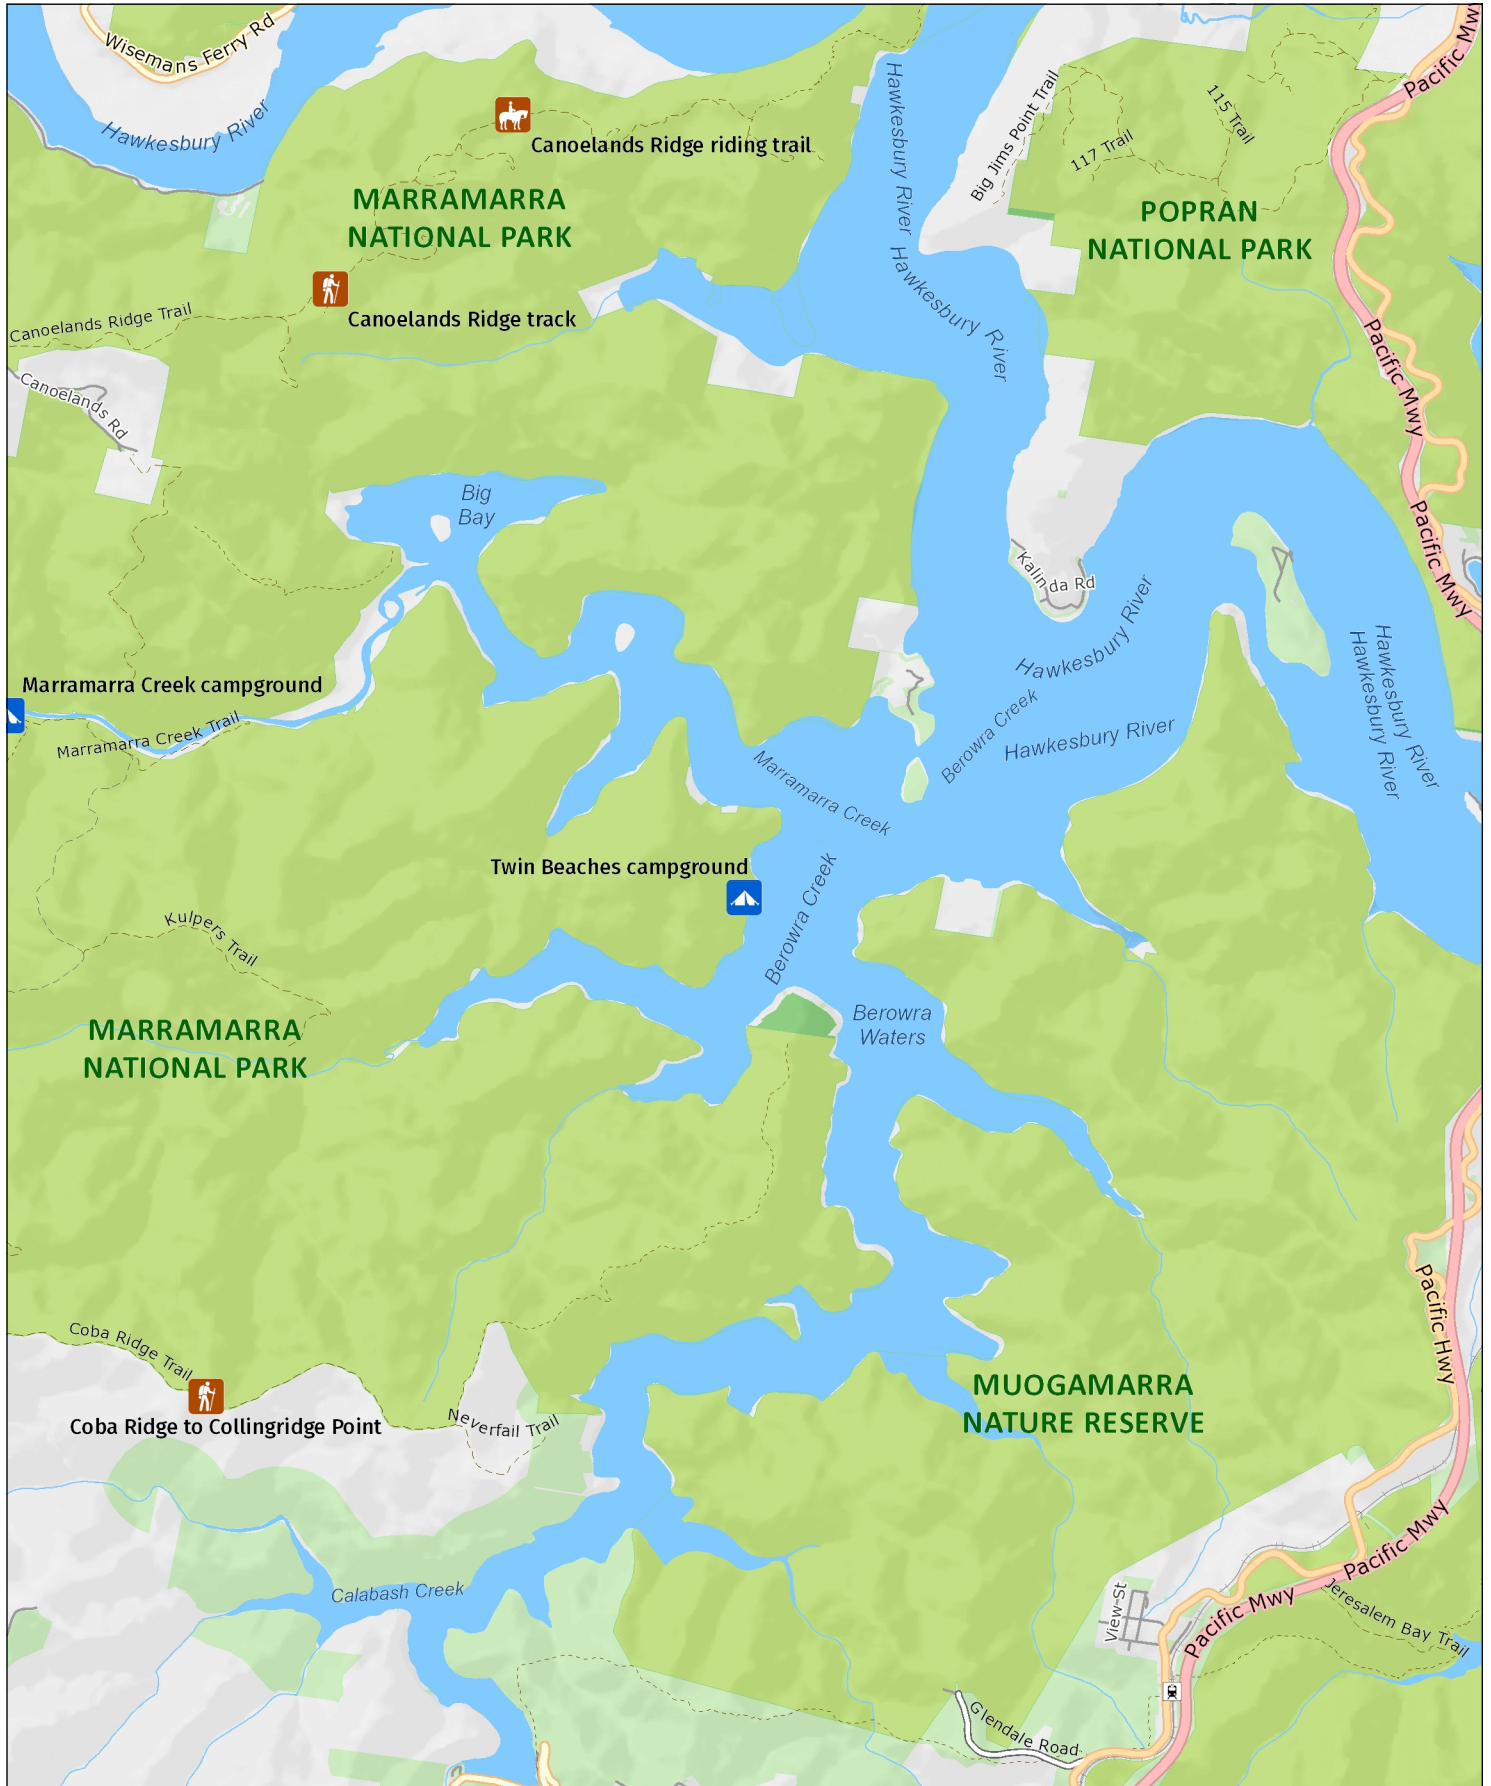 Wisemans Ferry Rd
Hawkesbury River
Canoelands Ridge riding trail
MARRAMARRA
NATIONAL PARK
Hawkesbury River
Hawkesbury River
Big Jims Point Trail
117 Trail
115 Trail
Pacific Mwy
POPRAN
NATIONAL PARK
Canoelands Ridge Trail
Canoelands Ridge track
Canoelands Rd
Pacific Mwy
Big
Bay
Pacific Mwy
Kalinda Rd
Hawkesbury River
Hawkesbury River
Hawkesbury River
Marramarra Creek campground
Marramarra Creek Trail
Berowra Creek
Hawkesbury River
Marramarra Creek
Twin Beaches campground
Berowra Creek
Kulpers Trail
Berowra
Waters
MARRAMARRA
NATIONAL PARK
Coba Ridge Trail
Coba Ridge to Collingridge Point
Neverfail Trail
MUOGAMARRA
NATURE RESERVE
Pacific Hwy
Calabash Creek
Pacific Mwy
Pacific Mwy
View St
Jeresalem Bay Trail
Glendale Road